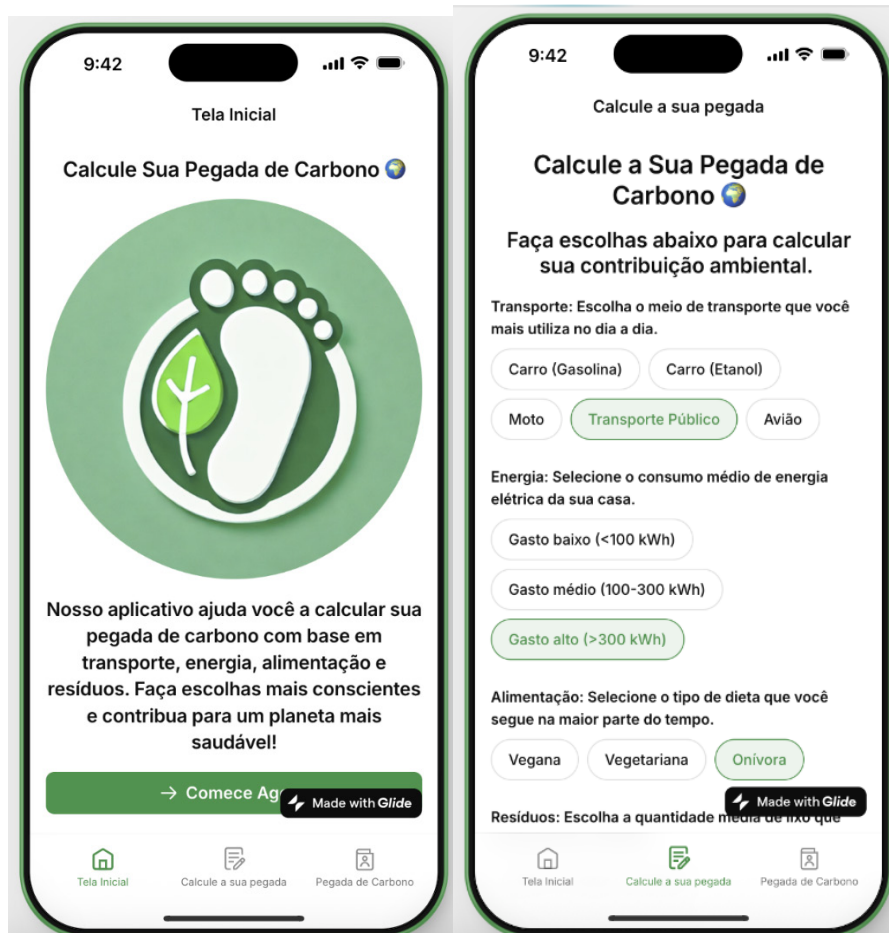 9:42
Tela Inicial
Calcule Sua Pegada de Carbono 🌍
Nosso aplicativo ajuda você a calcular sua
pegada de carbono com base em
transporte, energia, alimentação e
resíduos. Faça escolhas mais conscientes
e contribua para um planeta mais
saudável!
→ Comece Ag
Made with Glide
Tela Inicial
Calcule a sua pegada
Pegada de Carbono
9:42
Calcule a sua pegada
Calcule a Sua Pegada de
Carbono 🌍
Faça escolhas abaixo para calcular
sua contribuição ambiental.
Transporte: Escolha o meio de transporte que você
mais utiliza no dia a dia.
Carro (Gasolina) Carro (Etanol)
Moto Transporte Público Avião
Energia: Selecione o consumo médio de energia
elétrica da sua casa.
Gasto baixo (<100 kWh)
Gasto médio (100-300 kWh)
Gasto alto (>300 kWh)
Alimentação: Selecione o tipo de dieta que você
segue na maior parte do tempo.
Vegana Vegetariana Onívora
Made with Glide
Resíduos: Escolha a quantidade média de lixo que
Tela Inicial
Calcule a sua pegada
Pegada de Carbono